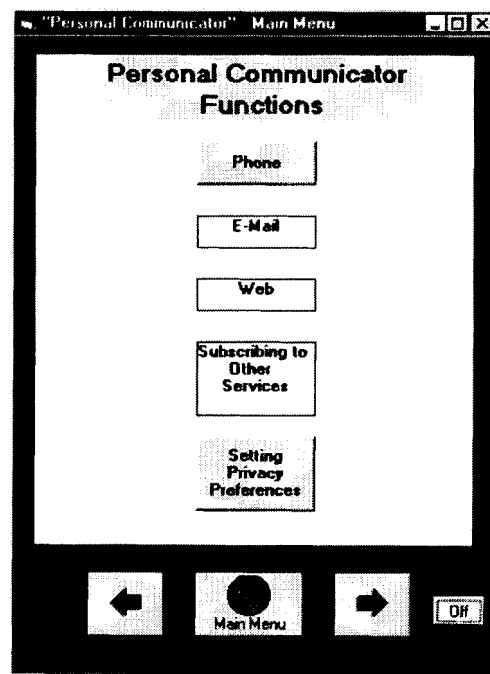 "Personal Communicator" Main Menu
Personal Communicator
Functions
Phone
E-Mail
Web
Subscribing to
Other
Services
Setting
Privacy
Preferences
Main Menu
Off